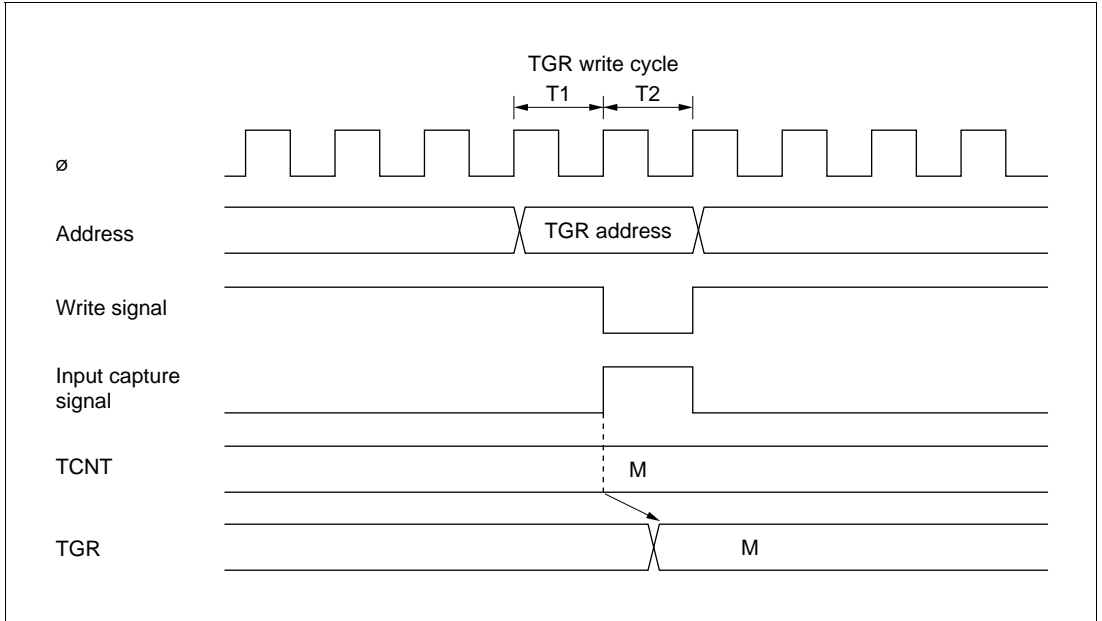 TGR write cycle
T1 T2
ø
Address TGR address
Write signal
Input capture
signal
TCNT M
TGR M